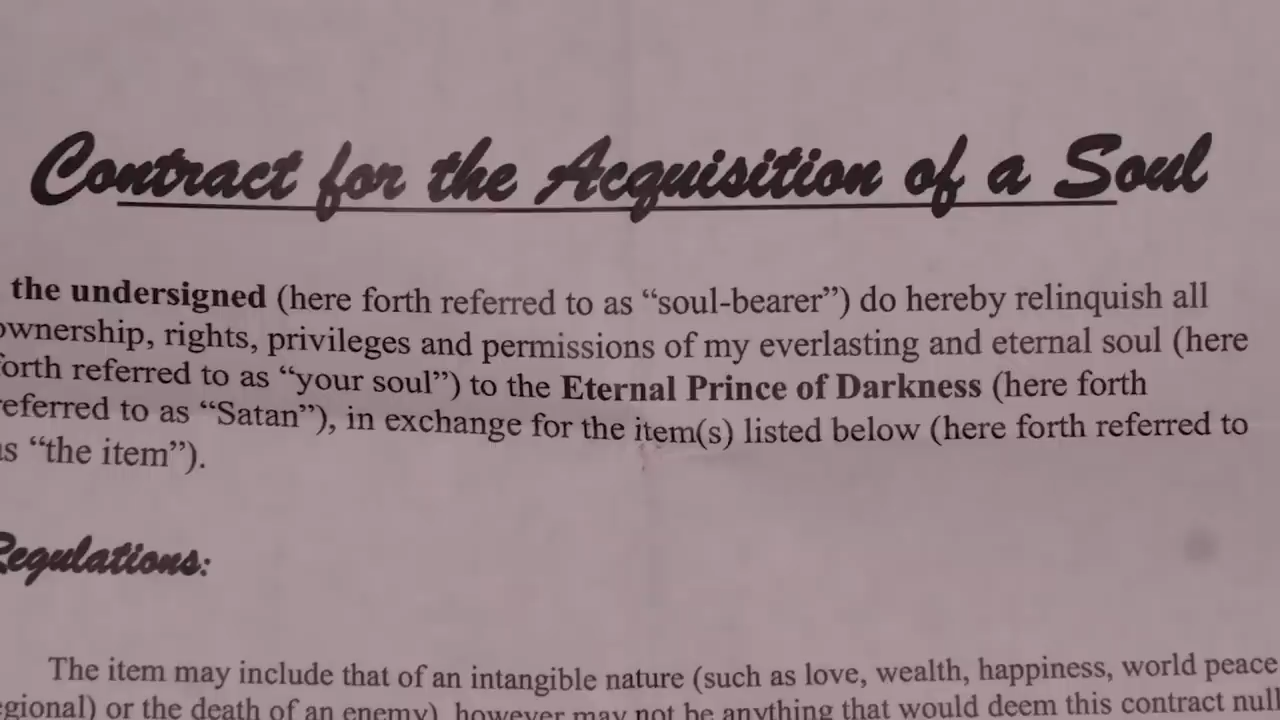 Contract for the Acquisition of a Soul
the undersigned (here forth referred to as “soul-bearer”) do hereby relinquish all
ownership, rights, privileges and permissions of my everlasting and eternal soul (here
forth referred to as “your soul”) to the Eternal Prince of Darkness (here forth
referred to as “Satan”), in exchange for the item(s) listed below (here forth referred to
as “the item”).
Regulations:
The item may include that of an intangible nature (such as love, wealth, happiness, world peace
gional) or the death of an enemy), however may not be anything that would deem this contract null